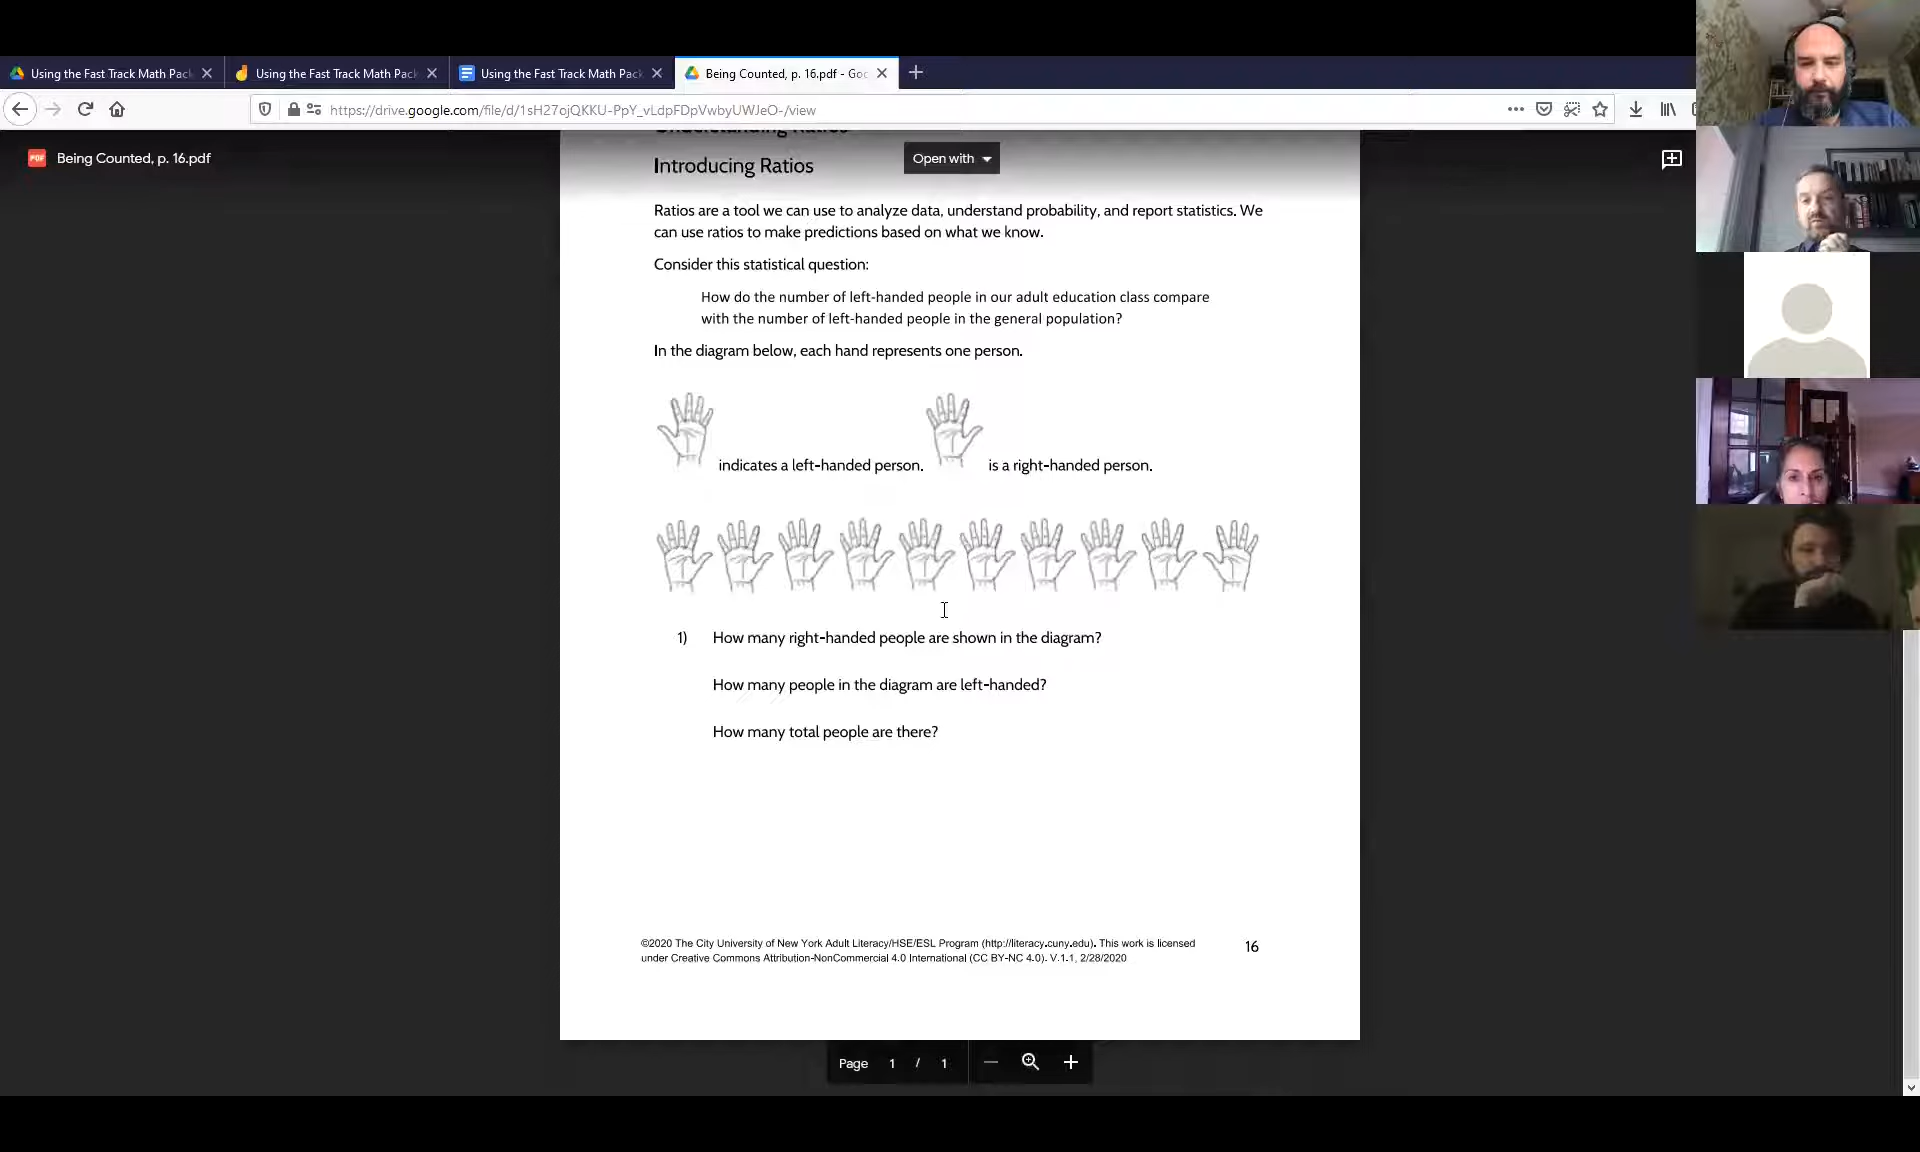 Using the Fast Track Math Pac
Using the Fast Track Math Pack
Using the Fast Track Math Pack
Being Counted, p. 16.pdf - Goo
https://drive.google.com/file/d/1sH27ojQKKU-PpY_vLdpFDpVwbyUWJeO-/view
Understanding Ratios
PDF Being Counted, p. 16.pdf
Open with
Introducing Ratios
Ratios are a tool we can use to analyze data, understand probability, and report statistics. We
can use ratios to make predictions based on what we know.
Consider this statistical question:
How do the number of left-handed people in our adult education class compare
with the number of left-handed people in the general population?
In the diagram below, each hand represents one person.
indicates a left-handed person. is a right-handed person.
1) How many right-handed people are shown in the diagram?
How many people in the diagram are left-handed?
How many total people are there?
©2020 The City University of New York Adult Literacy/HSE/ESL Program (http://literacy.cuny.edu). This work is licensed
under Creative Commons Attribution-NonCommercial 4.0 International (CC BY-NC 4.0). V.1.1, 2/28/2020
16
Page 1 / 1